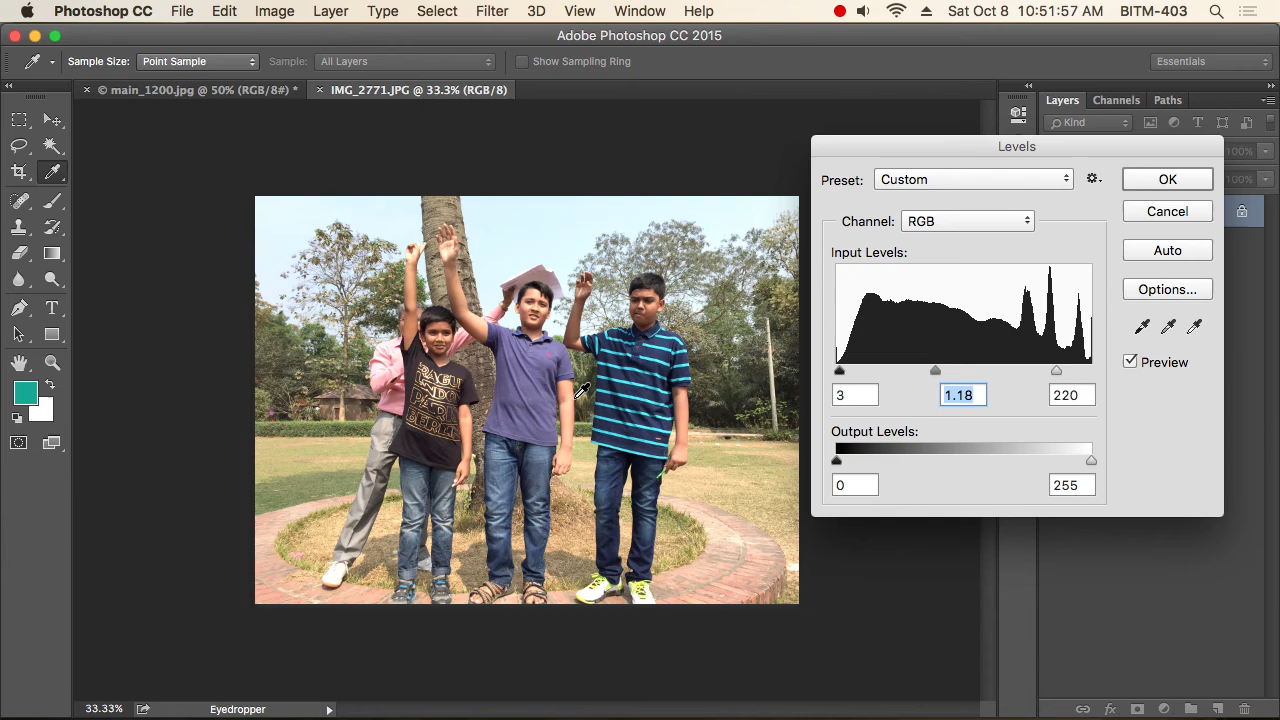 Photoshop CC File Edit Image Layer Type Select Filter 3D View Window Help Sat Oct 8 10:51:57 AM BITM-403
Adobe Photoshop CC 2015
Sample Size: Point Sample Sample: All Layers Show Sampling Ring Essentials
© main_1200.jpg @ 50% (RGB/8#) * IMG_2771.JPG @ 33.3% (RGB/8)
Layers Channels Paths
Kind
100%
100%
Levels
Preset: Custom OK
Cancel
Channel: RGB
Auto
Input Levels:
Options...
Preview
3 1.18 220
Output Levels:
0 255
33.33% Eyedropper